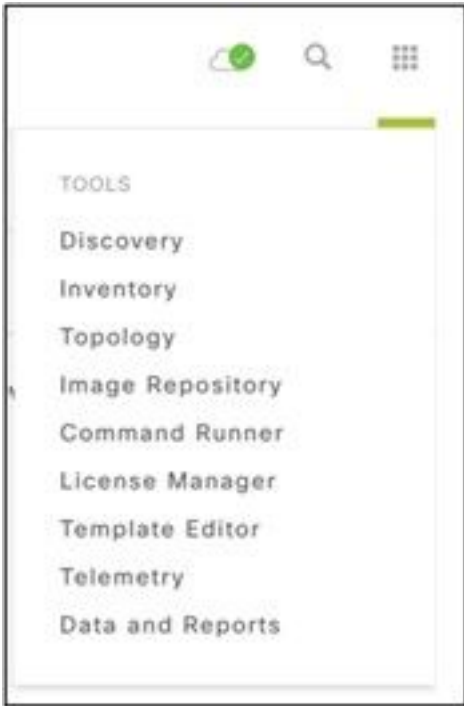 TOOLS
Discovery
Inventory
Topology
Image Repository
Command Runner
License Manager
Template Editor
Telemetry
Data and Reports